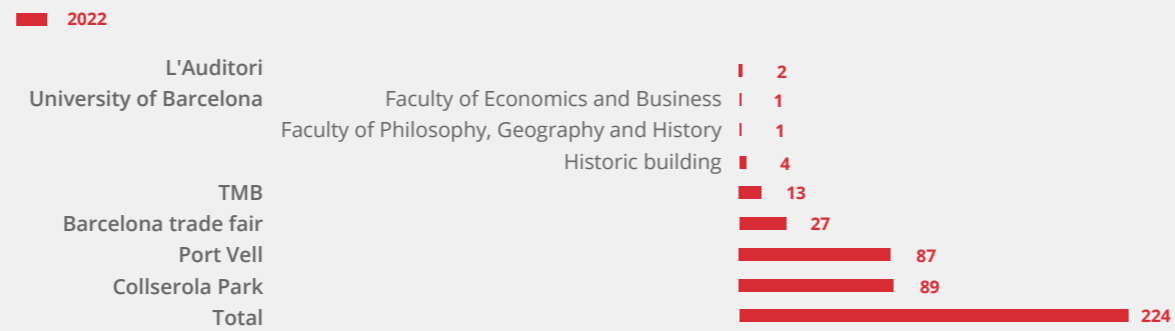 2022
L'Auditori 2
University of Barcelona Faculty of Economics and Business 1
Faculty of Philosophy, Geography and History 1
Historic building 4
TMB 13
Barcelona trade fair 27
Port Vell 87
Collserola Park 89
Total 224